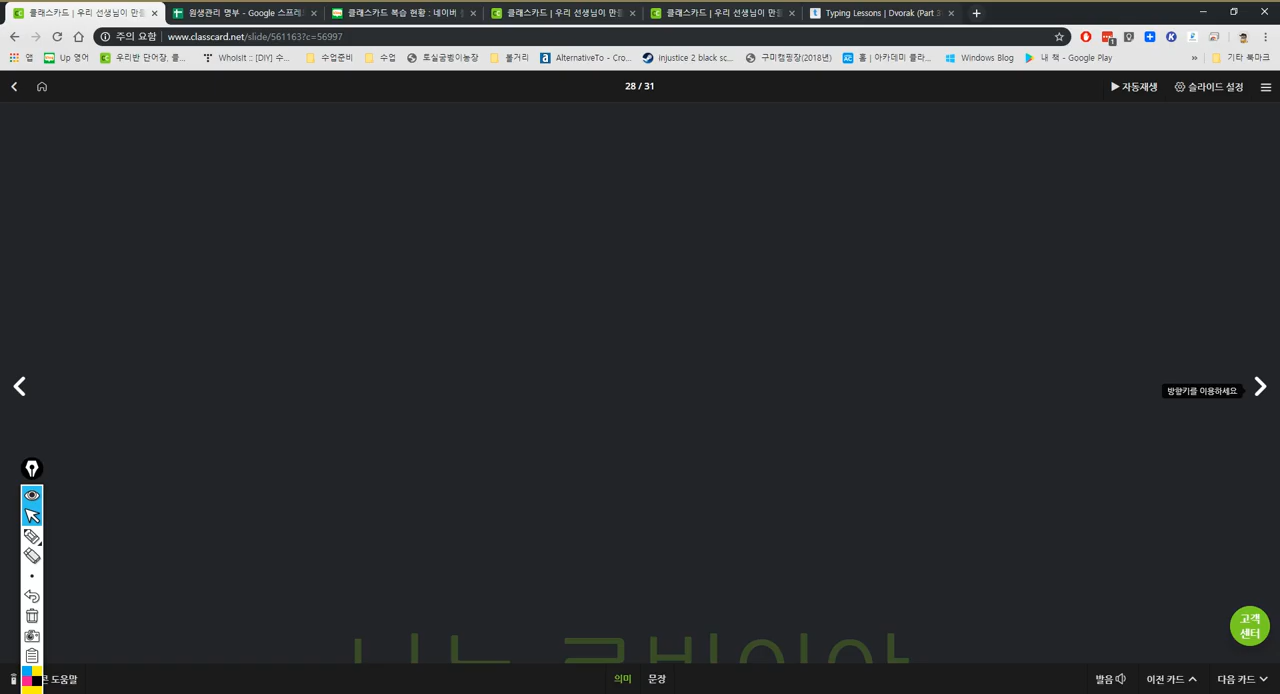 클래스카드 | 우리 선생님이 만든
원생관리 명부 - Google 스프레
클래스카드 복습 현황 : 네이버
클래스카드 | 우리 선생님이 만든
클래스카드 | 우리 선생님이 만든
Typing Lessons | Dvorak (Part 3
주의 요함 | www.classcard.net/slide/561163?c=56997
앱 Up 영어 우리반 단어장, 클... WhoIst :: [DIY] 수... 수업준비 수업 토실굼벵이농장 볼거리 AlternativeTo - Cro... injustice 2 black sc... 구미캠핑장(2018년) 홈 | 아카데미 클라... Windows Blog 내 책 - Google Play » 기타 북마크
28 / 31
자동재생 슬라이드 설정
방향키를 이용하세요
고객
센터
도움말 의미 문장 발음 이전 카드 다음 카드